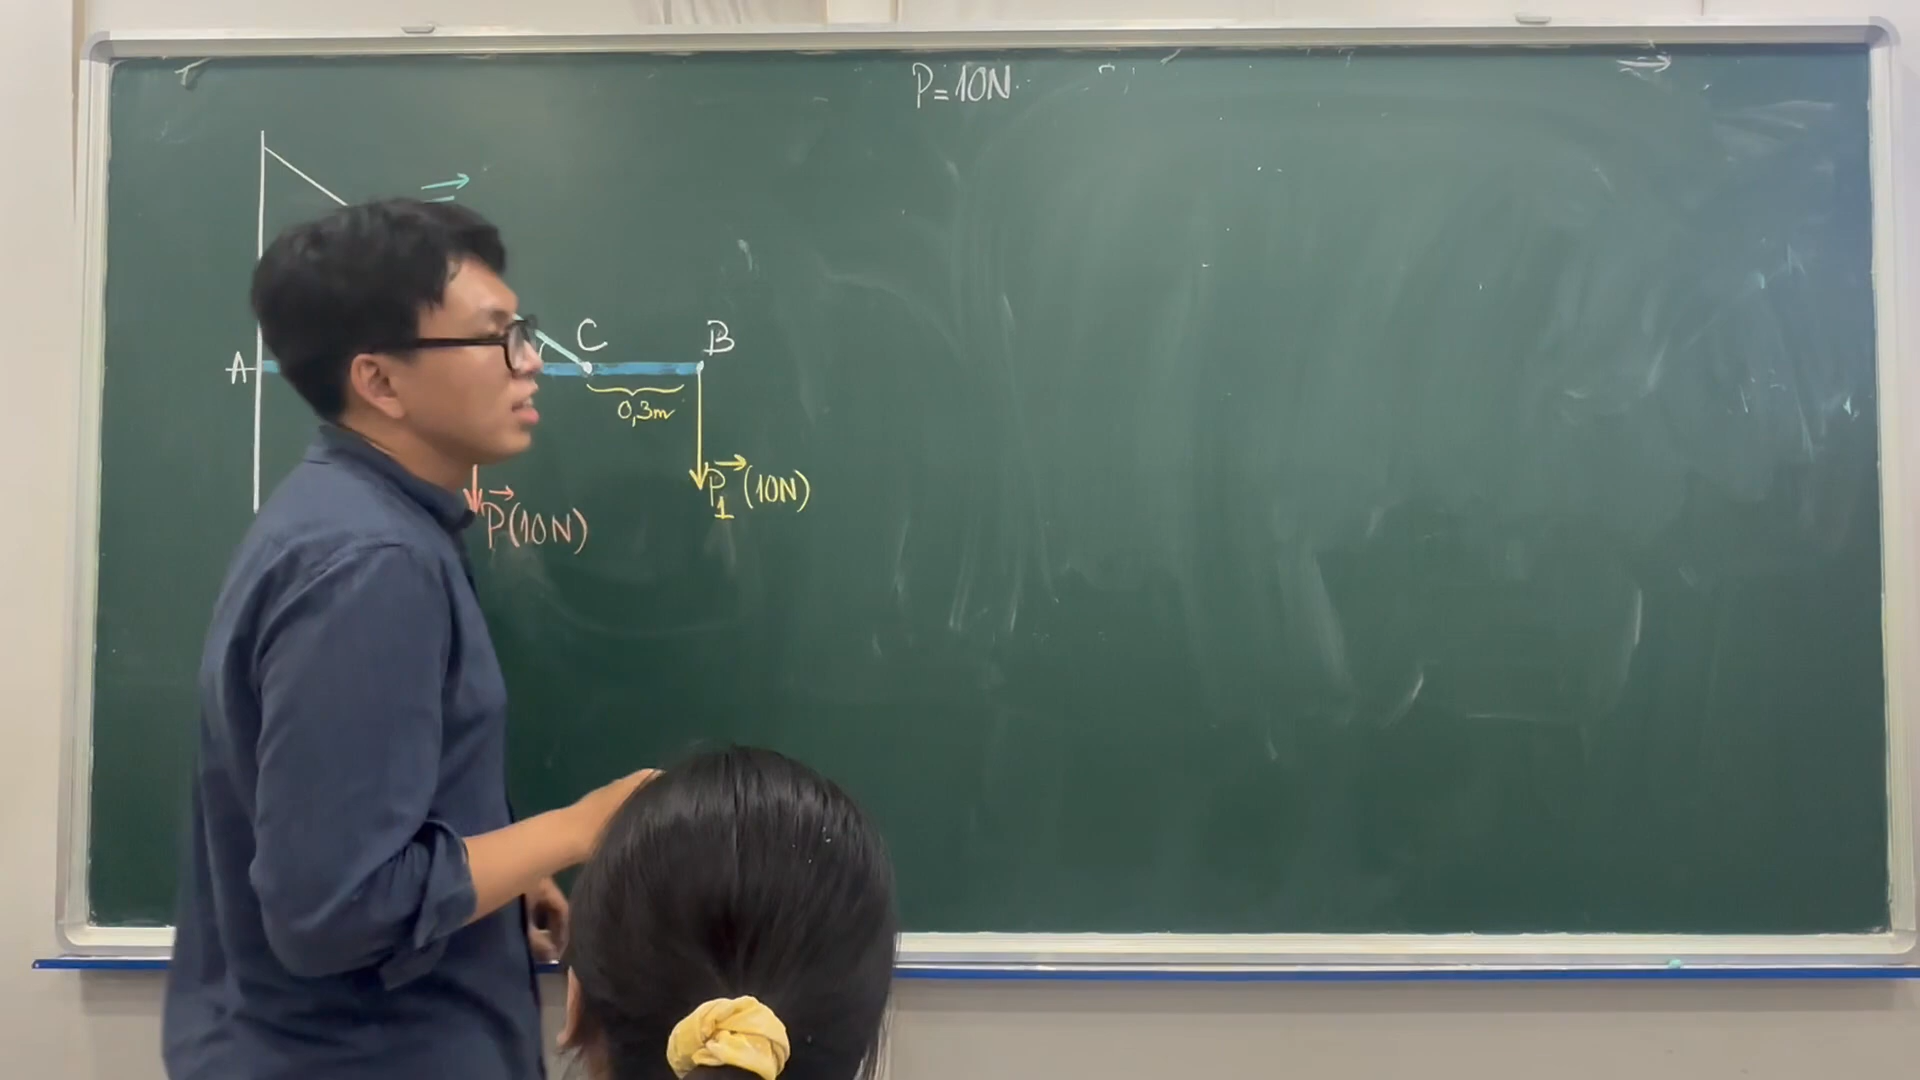 P=10N
C
B
A
0,3m
P₁ (10N)
P (10N)